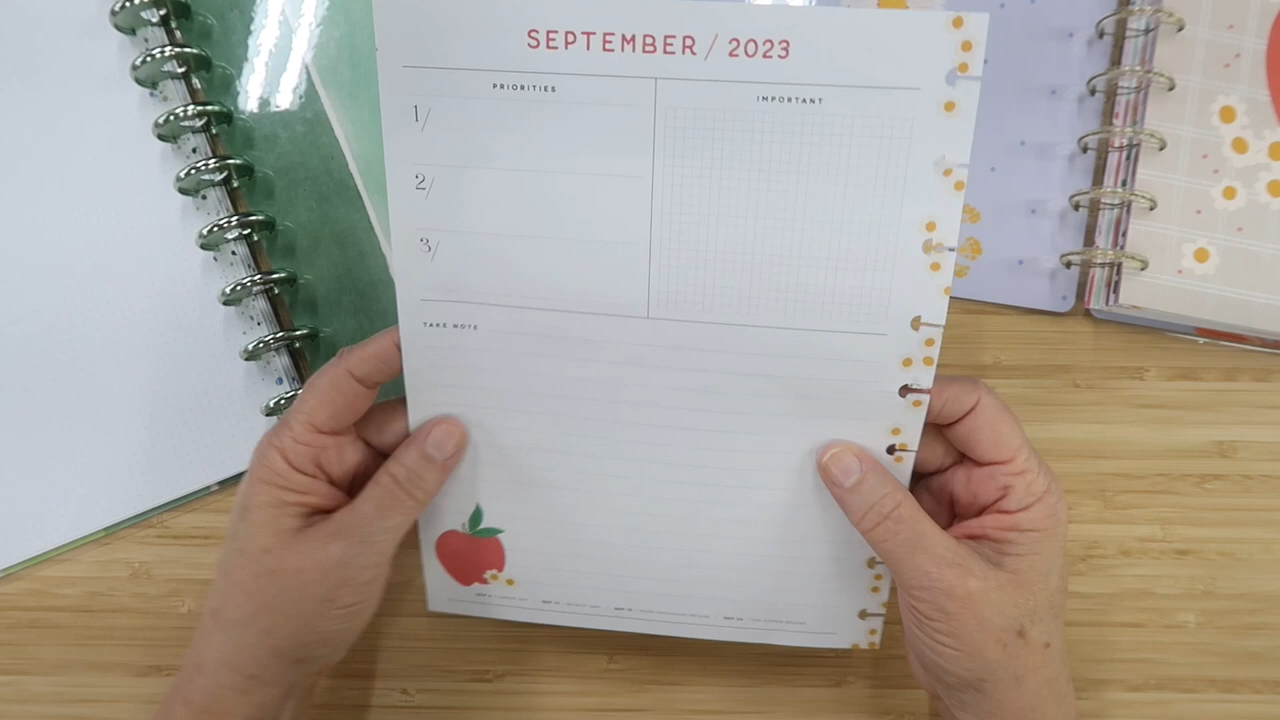 SEPTEMBER / 2023
PRIORITIES
IMPORTANT
1/
2/
3/
TAKE NOTE